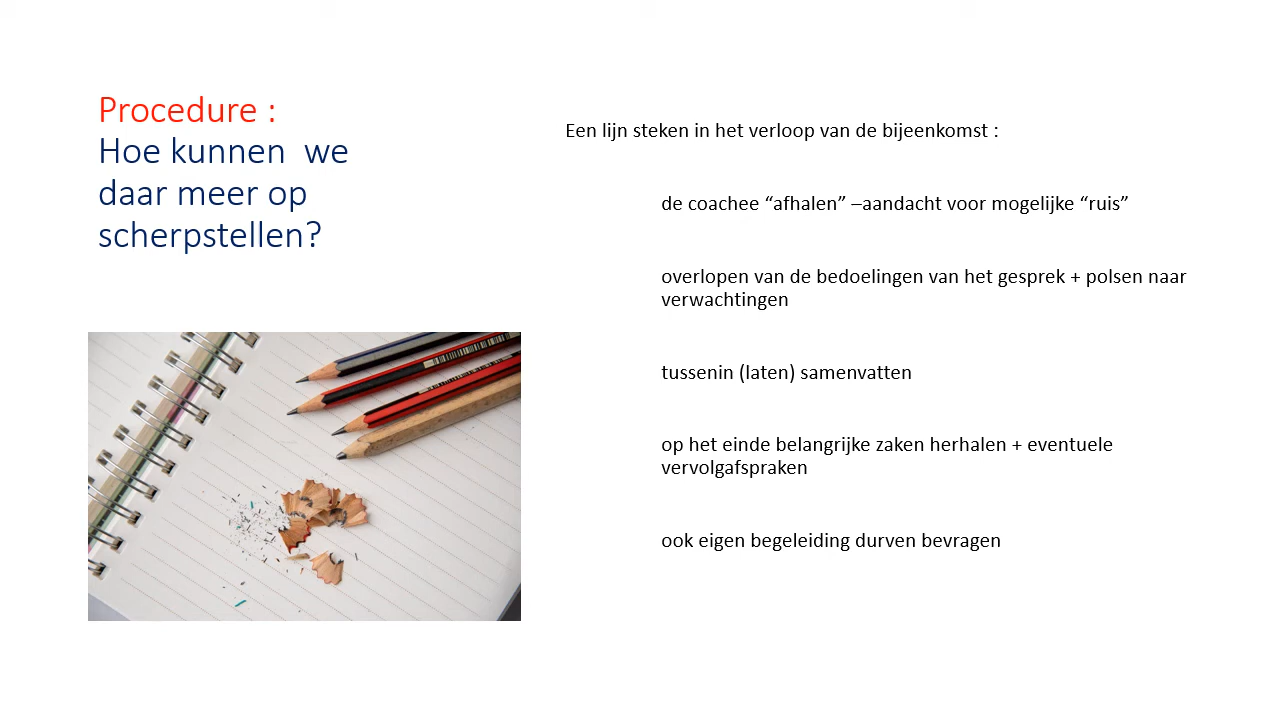 Procedure :
Hoe kunnen  we
daar meer op
scherpstellen?
Een lijn steken in het verloop van de bijeenkomst :
de coachee “afhalen” –aandacht voor mogelijke “ruis”
overlopen van de bedoelingen van het gesprek + polsen naar
verwachtingen
tussenin (laten) samenvatten
op het einde belangrijke zaken herhalen + eventuele
vervolgafspraken
ook eigen begeleiding durven bevragen